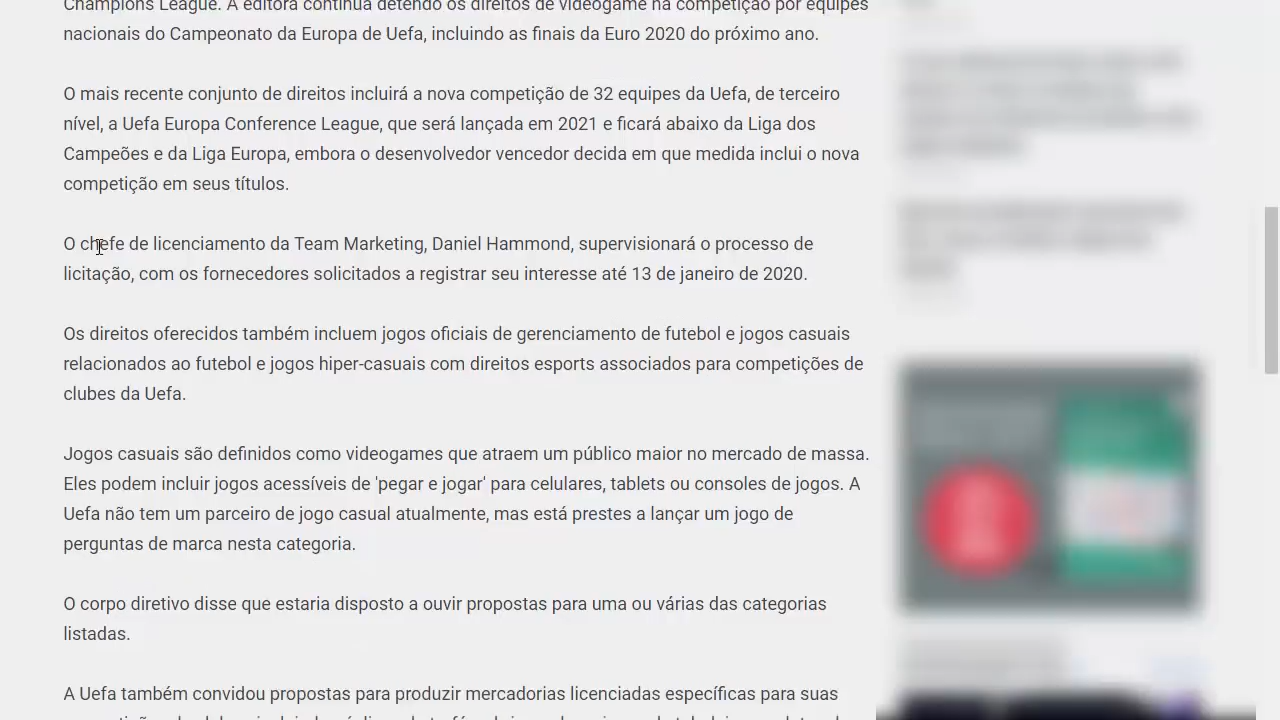 Champions League. A editora continua detendo os direitos de videogame na competição por equipes
nacionais do Campeonato da Europa de Uefa, incluindo as finais da Euro 2020 do próximo ano.
O mais recente conjunto de direitos incluirá a nova competição de 32 equipes da Uefa, de terceiro
nível, a Uefa Europa Conference League, que será lançada em 2021 e ficará abaixo da Liga dos
Campeões e da Liga Europa, embora o desenvolvedor vencedor decida em que medida inclui o nova
competição em seus títulos.
O chefe de licenciamento da Team Marketing, Daniel Hammond, supervisionará o processo de
licitação, com os fornecedores solicitados a registrar seu interesse até 13 de janeiro de 2020.
Os direitos oferecidos também incluem jogos oficiais de gerenciamento de futebol e jogos casuais
relacionados ao futebol e jogos hiper-casuais com direitos esports associados para competições de
clubes da Uefa.
Jogos casuais são definidos como videogames que atraem um público maior no mercado de massa.
Eles podem incluir jogos acessíveis de 'pegar e jogar' para celulares, tablets ou consoles de jogos. A
Uefa não tem um parceiro de jogo casual atualmente, mas está prestes a lançar um jogo de
perguntas de marca nesta categoria.
O corpo diretivo disse que estaria disposto a ouvir propostas para uma ou várias das categorias
listadas.
A Uefa também convidou propostas para produzir mercadorias licenciadas específicas para suas